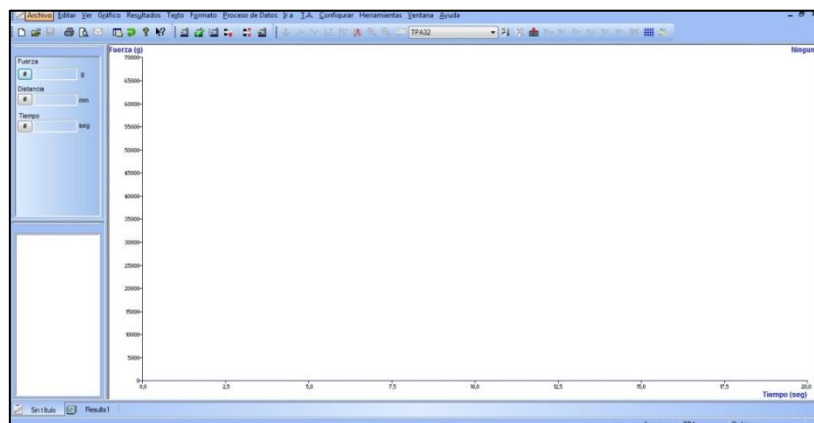 Archivo Editar Ver Gráfico Resultados Texto Formato Proceso de Datos Ir a T.A. Configurar Herramientas Ventana Ayuda
TPA32
Fuerza (g)
Ningun
Fuerza
# g
Distancia
# mm
Tiempo
# seg
70000
65000
60000
55000
50000
45000
40000
35000
30000
25000
20000
15000
10000
5000
0
0,0 2,5 5,0 7,5 10,0 12,5 15,0 17,5 20,0
Tiempo (seg)
Sin título Results1